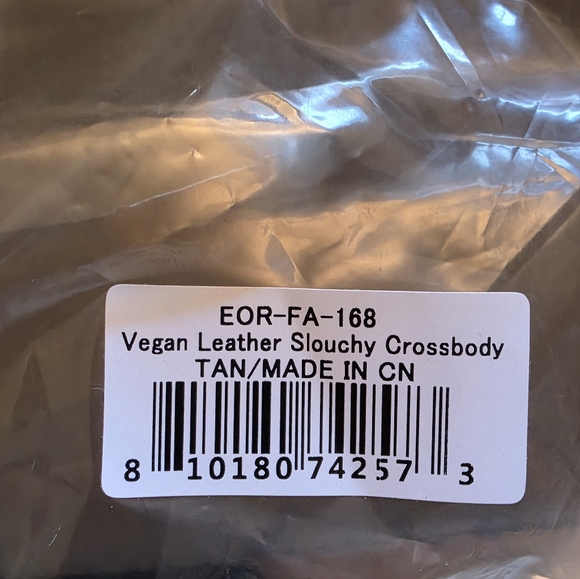 EOR-FA-168
Vegan Leather Slouchy Crossbody
TAN/MADE IN CN
8 10180 74257 3